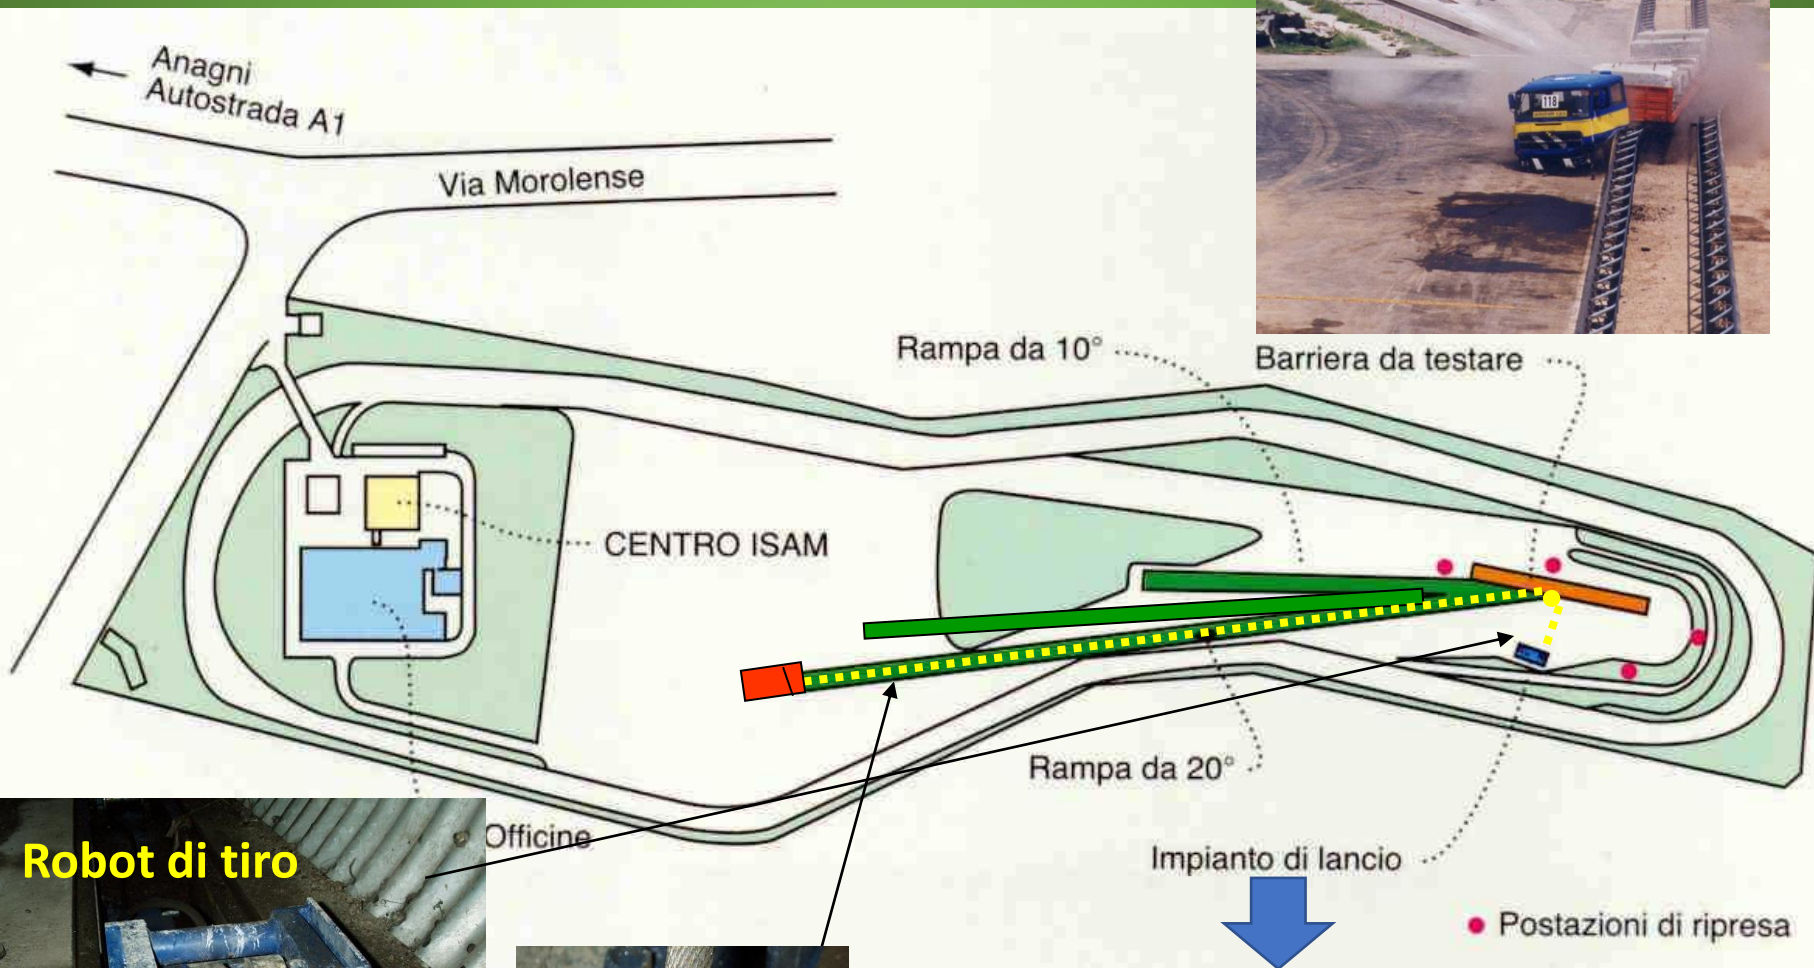 Anagni
Autostrada A1
Via Morolense
118
Rampa da 10°
Barriera da testare
CENTRO ISAM
Rampa da 20°
Officine
Robot di tiro
Impianto di lancio
Postazioni di ripresa